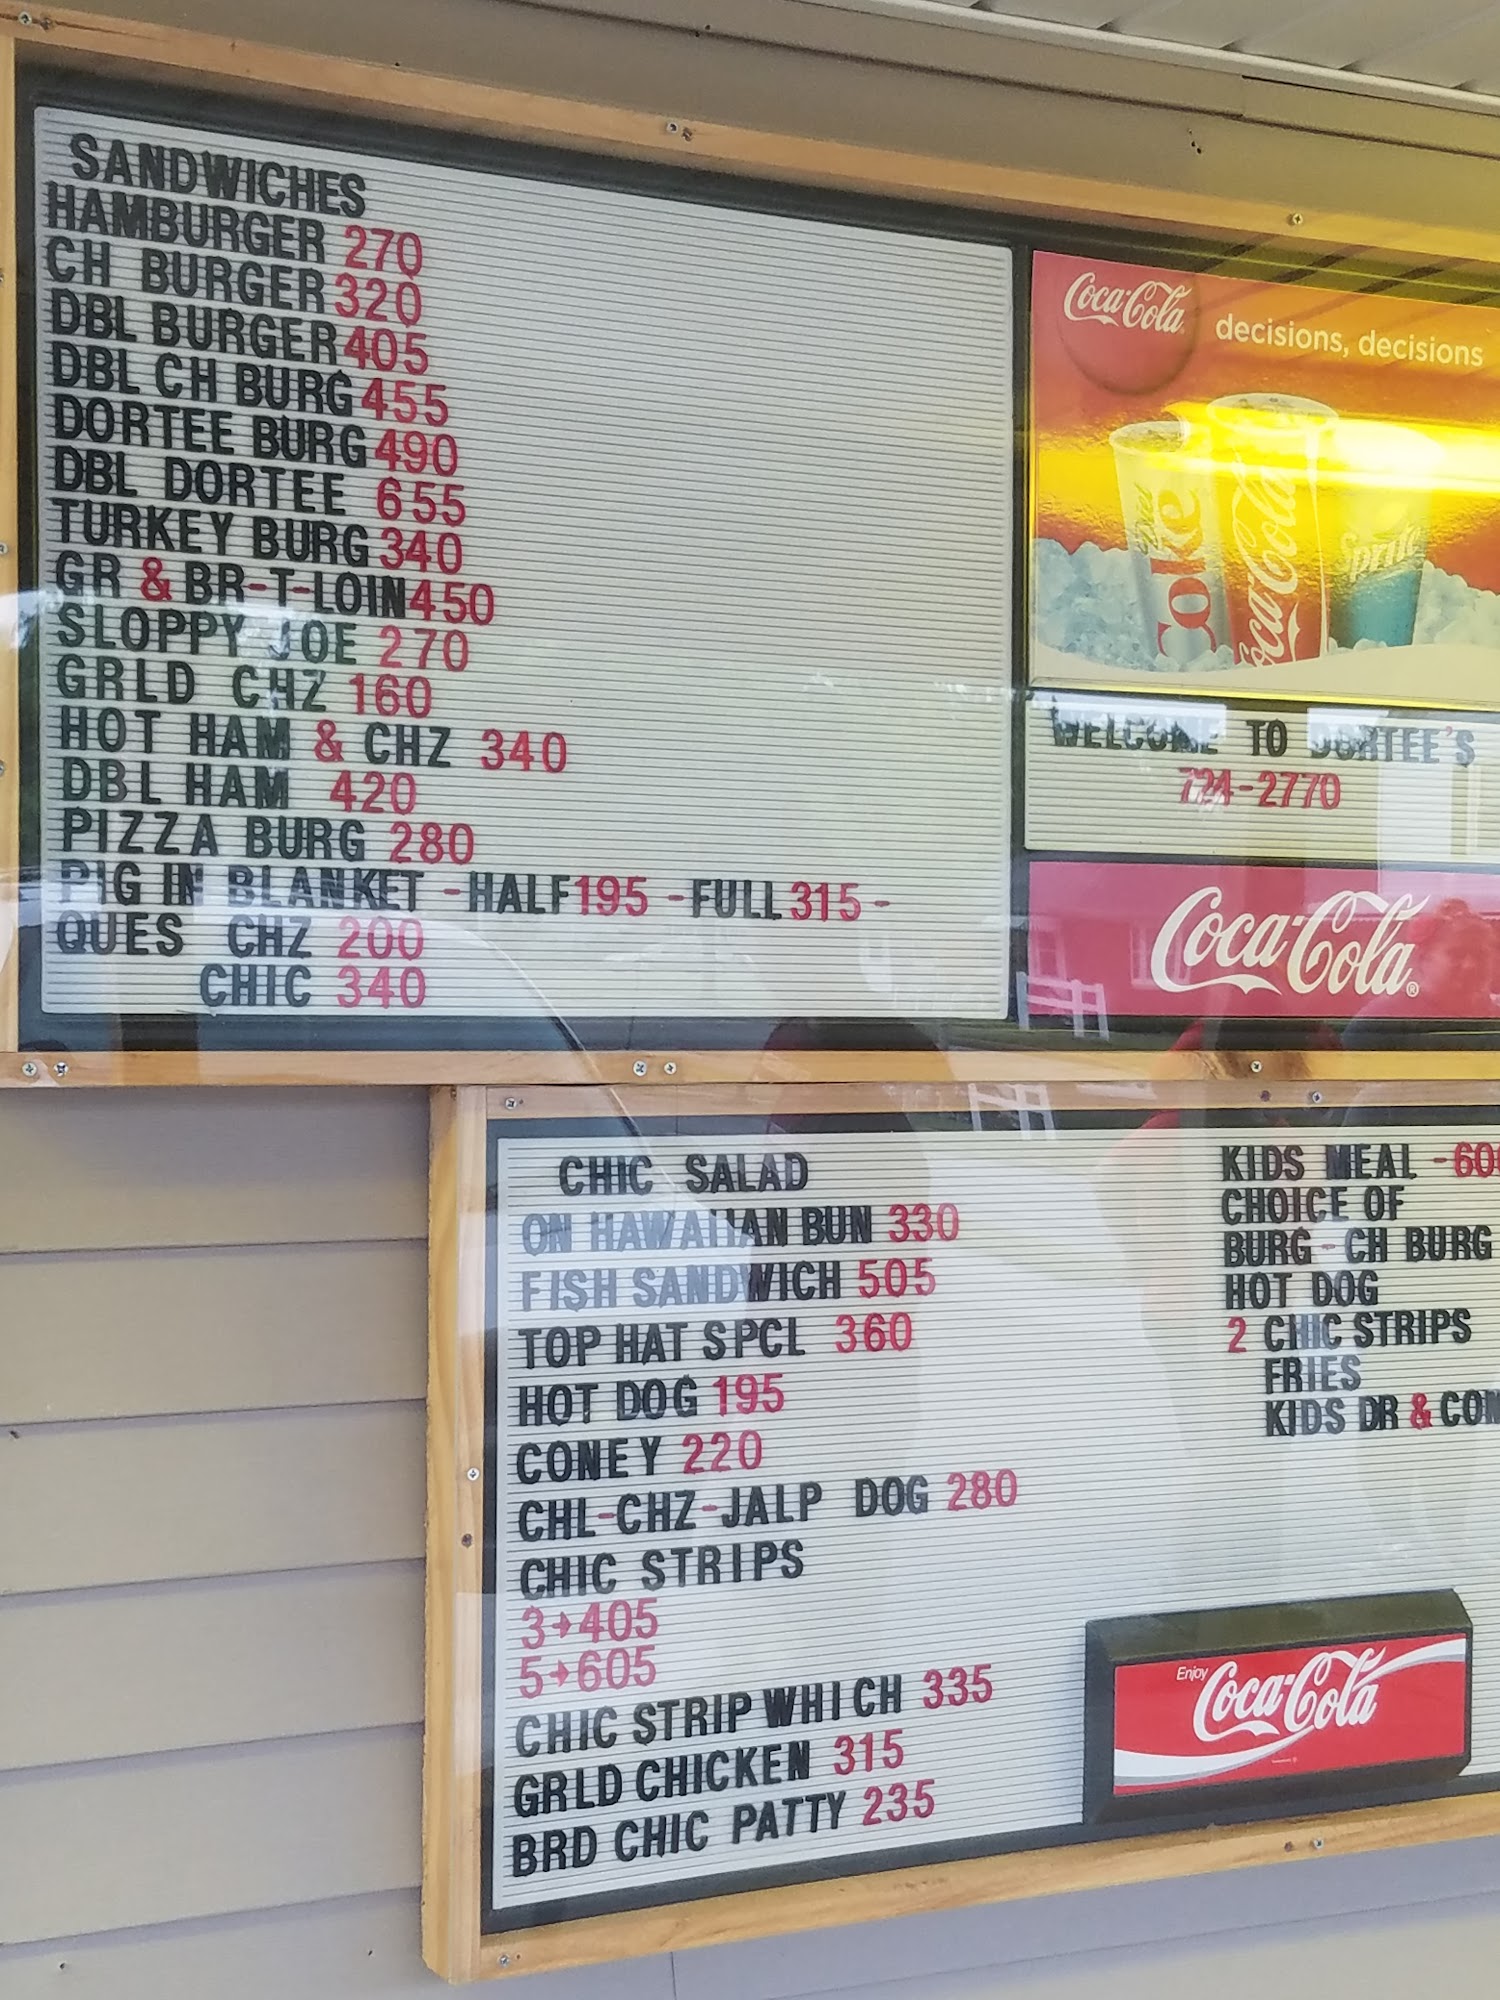 SANDWICHES
HAMBURGER 270
CH BURGER 320
DBL BURGER 405
DBL CH BURG 455
DORTEE BURG 490
DBL DORTEE 655
TURKEY BURG 340
GR & BR-T-LOIN 450
SLOPPY JOE 270
GRLD CHZ 160
HOT HAM & CHZ 340
DBL HAM 420
PIZZA BURG 280
PIG IN BLANKET -HALF 195 -FULL 315 -
QUES CHZ 200
CHIC 340
Coca-Cola
decisions, decisions
Diet Coke
Coca-Cola
Sprite
WELCOME TO DORTEE'S
724-2770
Coca-Cola®
CHIC SALAD
ON HAWAIIAN BUN 330
FISH SANDWICH 505
TOP HAT SPCL 360
HOT DOG 195
CONEY 220
CHL-CHZ-JALP DOG 280
CHIC STRIPS
3→405
5→605
CHIC STRIP WHICH 335
GRLD CHICKEN 315
BRD CHIC PATTY 235
KIDS MEAL -
CHOICE OF
BURG - CH BURG
HOT DOG
2 CHIC STRIPS
FRIES
KIDS DR &
Enjoy
Coca-Cola